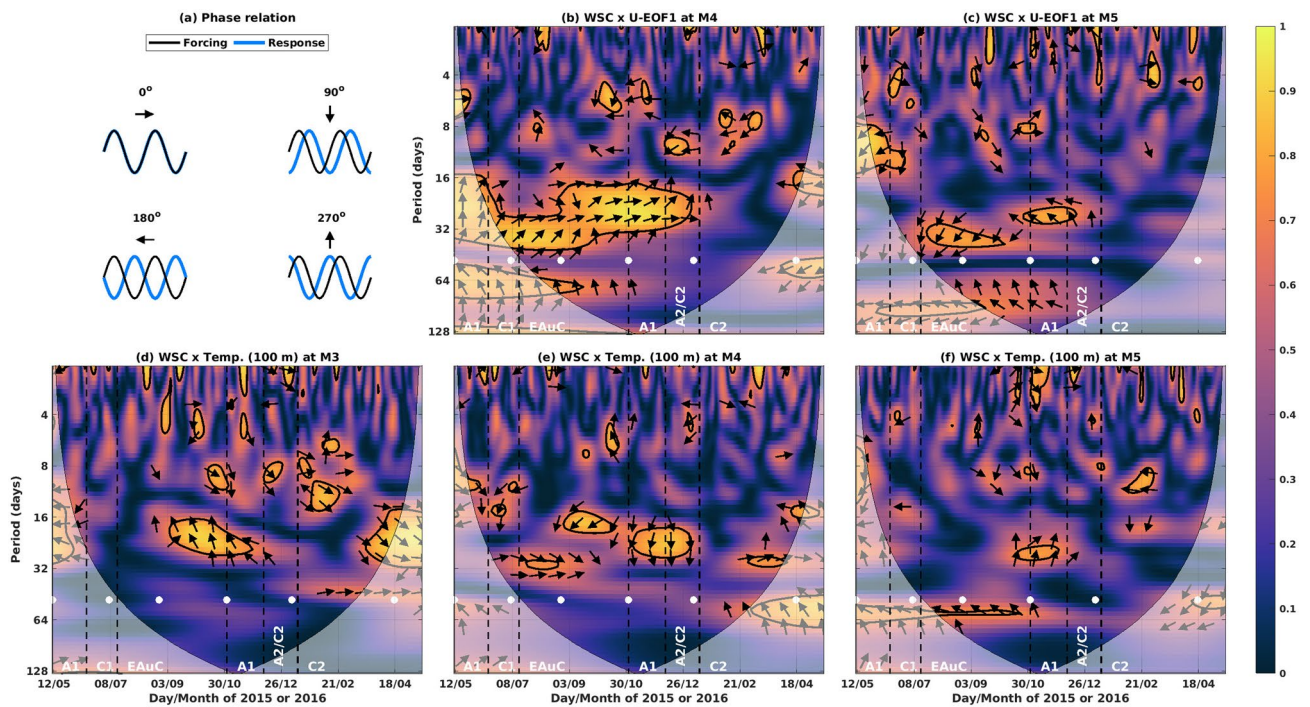 (a) Phase relation
Forcing Response
0° 90°
180° 270°
(b) WSC x U-EOF1 at M4
Period (days)
4
8
16
32
64
128
A1 C1 EAuC A1 A2/C2 C2
(c) WSC x U-EOF1 at M5
A1 C1 EAuC A1 A2/C2 C2
1
0.9
0.8
0.7
0.6
0.5
0.4
0.3
0.2
0.1
0
(d) WSC x Temp. (100 m) at M3
Period (days)
4
8
16
32
64
128
A1 C1 EAuC A1 A2/C2 C2
12/05 08/07 03/09 30/10 26/12 21/02 18/04
Day/Month of 2015 or 2016
(e) WSC x Temp. (100 m) at M4
A1 C1 EAuC A1 A2/C2 C2
12/05 08/07 03/09 30/10 26/12 21/02 18/04
Day/Month of 2015 or 2016
(f) WSC x Temp. (100 m) at M5
A1 C1 EAuC A1 A2/C2 C2
12/05 08/07 03/09 30/10 26/12 21/02 18/04
Day/Month of 2015 or 2016